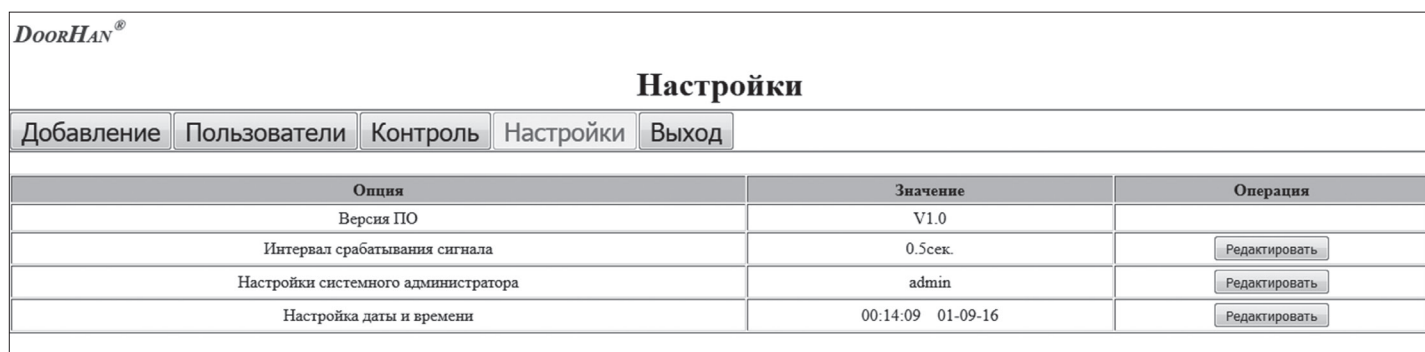 DOORHAN®
Настройки
Добавление Пользователи Контроль Настройки Выход
Опция Значение Операция
Версия ПО V1.0
Интервал срабатывания сигнала 0.5сек. Редактировать
Настройки системного администратора admin Редактировать
Настройка даты и времени 00:14:09 01-09-16 Редактировать